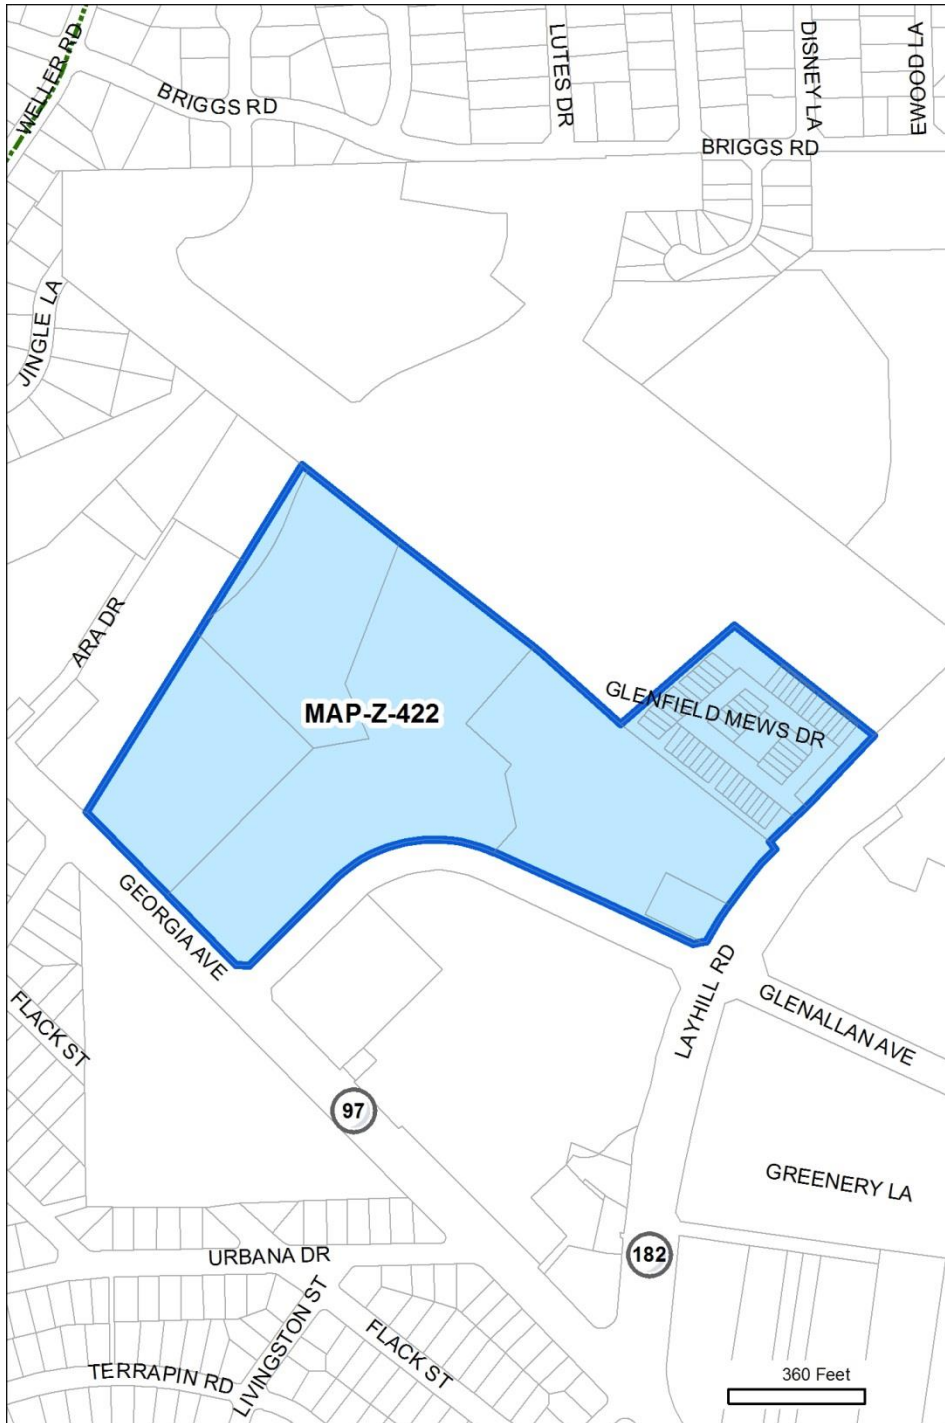 WELLER RD
BRIGGS RD
LUTES DR
DISNEY LA
EWOOD LA
BRIGGS RD
JINGLE LA
ARA DR
MAP-Z-422
GLENFIELD MEWS DR
GEORGIA AVE
FLACK ST
LAYHILL RD
GLENALLAN AVE
97
GREENERY LA
182
URBANA DR
LIVINGSTON ST
FLACK ST
TERRAPIN RD
360 Feet